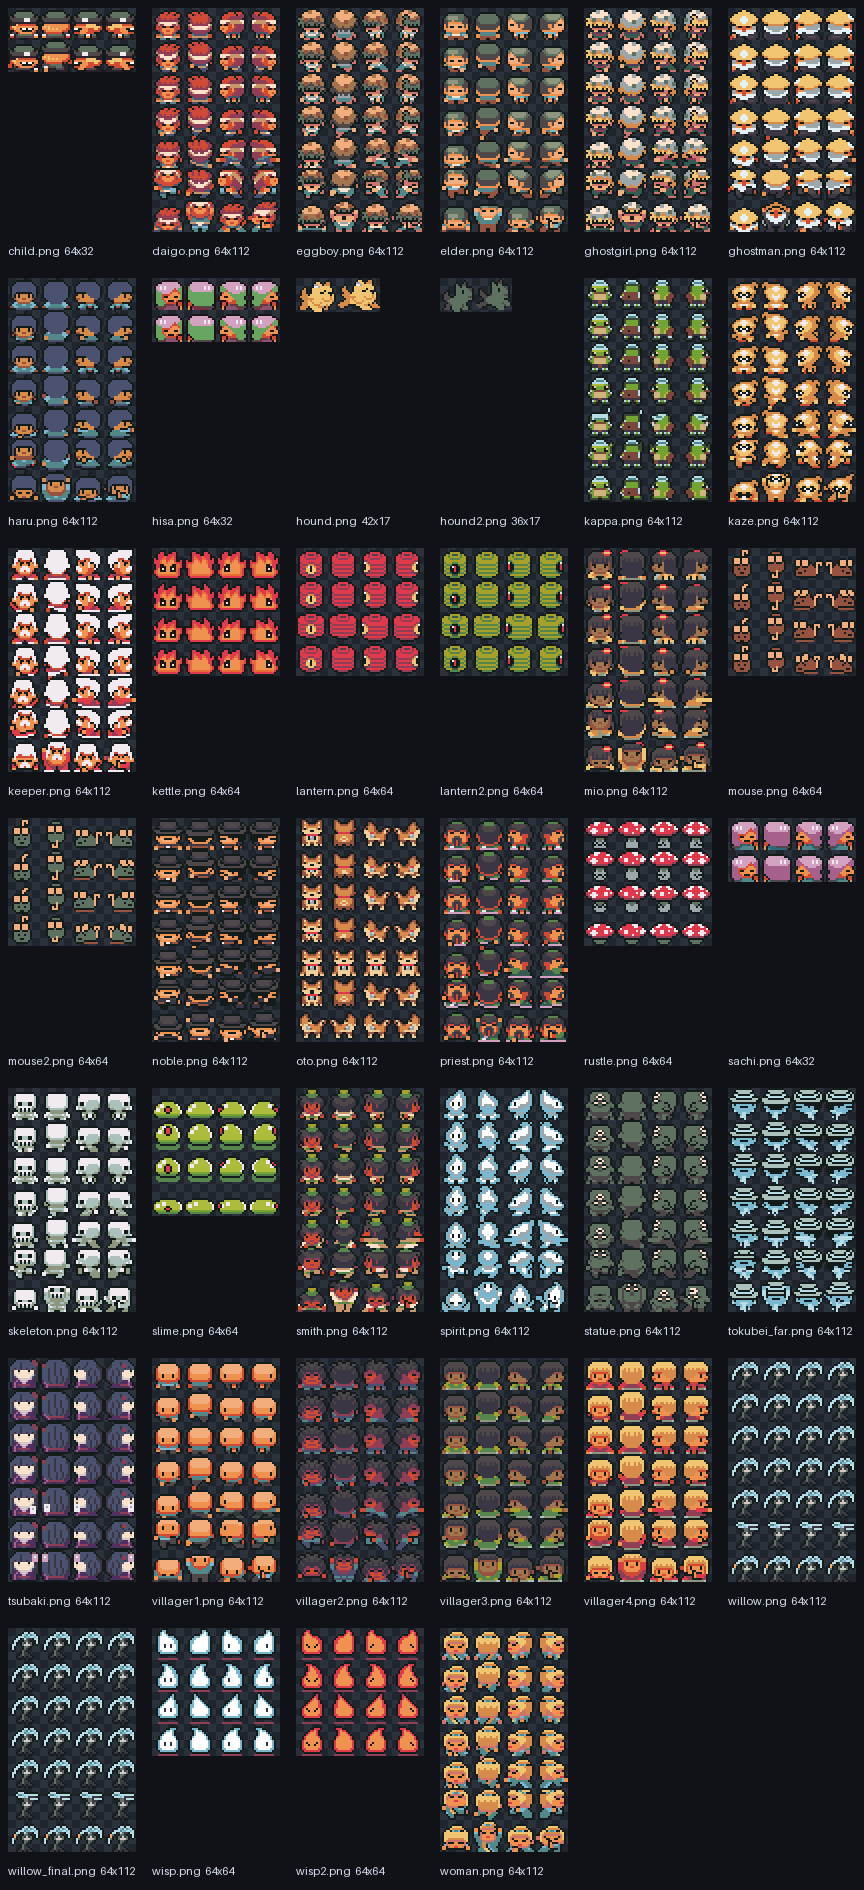 child.png 64x32
daigo.png 64x112
eggboy.png 64x112
elder.png 64x112
ghostgirl.png 64x112
ghostman.png 64x112
haru.png 64x112
hisa.png 64x32
hound.png 42x17
hound2.png 36x17
kappa.png 64x112
kaze.png 64x112
keeper.png 64x112
kettle.png 64x64
lantern.png 64x64
lantern2.png 64x64
mio.png 64x112
mouse.png 64x64
mouse2.png 64x64
noble.png 64x112
oto.png 64x112
priest.png 64x112
rustle.png 64x64
sachi.png 64x32
skeleton.png 64x112
slime.png 64x64
smith.png 64x112
spirit.png 64x112
statue.png 64x112
tokubei_far.png 64x112
tsubaki.png 64x112
villager1.png 64x112
villager2.png 64x112
villager3.png 64x112
villager4.png 64x112
willow.png 64x112
willow_final.png 64x112
wisp.png 64x64
wisp2.png 64x64
woman.png 64x112